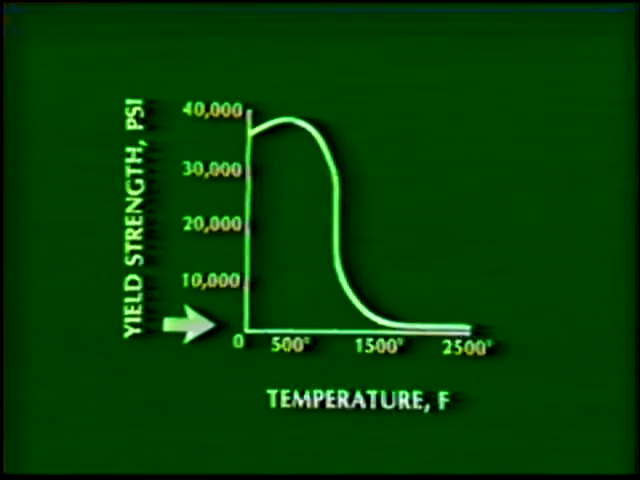 YIELD STRENGTH, PSI
40,000
30,000
20,000
10,000
0 500° 1500° 2500°
TEMPERATURE, F